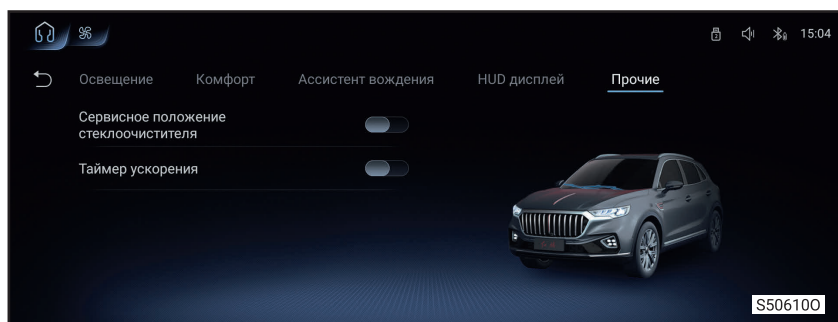 15:04
Освещение Комфорт Ассистент вождения HUD дисплей Прочие
Сервисное положение
стеклоочистителя
Таймер ускорения
S50610O